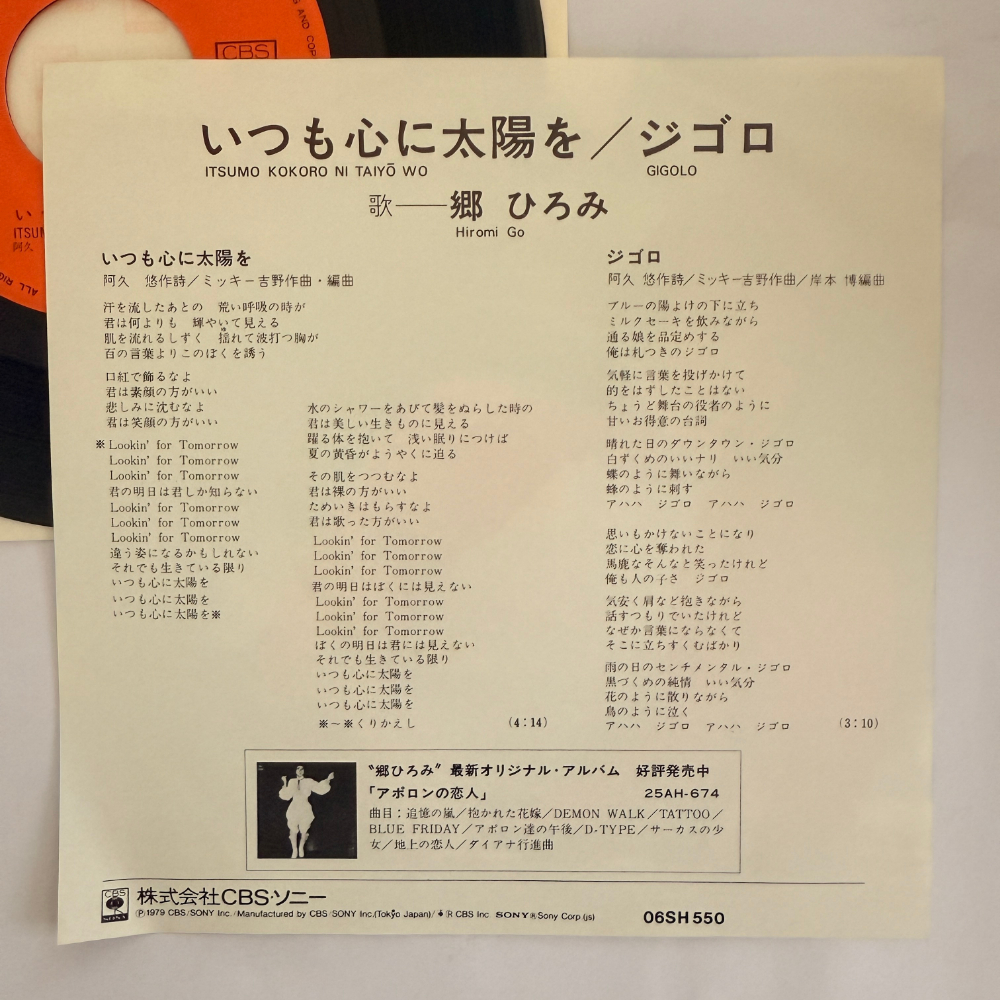 CBS
いつも心に太陽を／ジゴロ
ITSUMO KOKORO NI TAIYŌ WO
GIGOLO
歌――郷 ひろみ
Hiromi Go
いつも心に太陽を
阿久　悠作詩／ミッキー吉野作曲・編曲
汗を流したあとの　荒い呼吸の時が
君は何よりも　輝やいて見える
肌を流れるしずく　揺れて波打つ胸が
百の言葉よりこのぼくを誘う
口紅で飾るなよ
君は素顔の方がいい
悲しみに沈むなよ
君は笑顔の方がいい
※Lookin' for Tomorrow
Lookin' for Tomorrow
Lookin' for Tomorrow
君の明日は君しか知らない
Lookin' for Tomorrow
Lookin' for Tomorrow
Lookin' for Tomorrow
違う姿になるかもしれない
それでも生きている限り
いつも心に太陽を
いつも心に太陽を
いつも心に太陽を※
水のシャワーをあびて髪をぬらした時の
君は美しい生きものに見える
躍る体を抱いて　浅い眠りにつけば
夏の黄昏がようやくに迫る
その肌をつつむなよ
君は裸の方がいい
ためいきはもらすなよ
君は歌った方がいい
Lookin' for Tomorrow
Lookin' for Tomorrow
Lookin' for Tomorrow
君の明日はぼくには見えない
Lookin' for Tomorrow
Lookin' for Tomorrow
Lookin' for Tomorrow
ぼくの明日は君には見えない
それでも生きている限り
いつも心に太陽を
いつも心に太陽を
いつも心に太陽を
※～※くりかえし　(4:14)
ジゴロ
阿久 悠作詩／ミッキー吉野作曲／岸本 博編曲
ブルーの陽よけの下に立ち
ミルクセーキを飲みながら
通る娘を品定めする
俺は札つきのジゴロ
気軽に言葉を投げかけて
的をはずしたことはない
ちょうど舞台の役者のように
甘いお得意の台詞
晴れた日のダウンタウン・ジゴロ
白ずくめのいいナリ　いい気分
蝶のように舞いながら
蜂のように刺す
アハハ　ジゴロ　アハハ　ジゴロ
思いもかけないことになり
恋に心を奪われた
馬鹿なそんなと笑ったけれど
俺も人の子さ　ジゴロ
気安く肩など抱きながら
話すつもりでいたけれど
なぜか言葉にならなくて
そこに立ちすくむばかり
雨の日のセンチメンタル・ジゴロ
黒づくめの純情　いい気分
花のように散りながら
鳥のように泣く
アハハ　ジゴロ　アハハ　ジゴロ　(3:10)
〝郷ひろみ〟最新オリジナル・アルバム　好評発売中
「アポロンの恋人」　25AH-674
曲目：追憶の嵐／抱かれた花嫁／DEMON WALK／TATTOO／
BLUE FRIDAY／アポロン達の午後／D-TYPE／サーカスの少
女／地上の恋人／ダイアナ行進曲
CBS
SONY
株式会社CBS・ソニー
Ⓟ1979 CBS/SONY Inc./Manufactured by CBS/SONY Inc.(Tokyo Japan)/ ®CBS Inc. SONY®Sony Corp.(js)
06SH 550